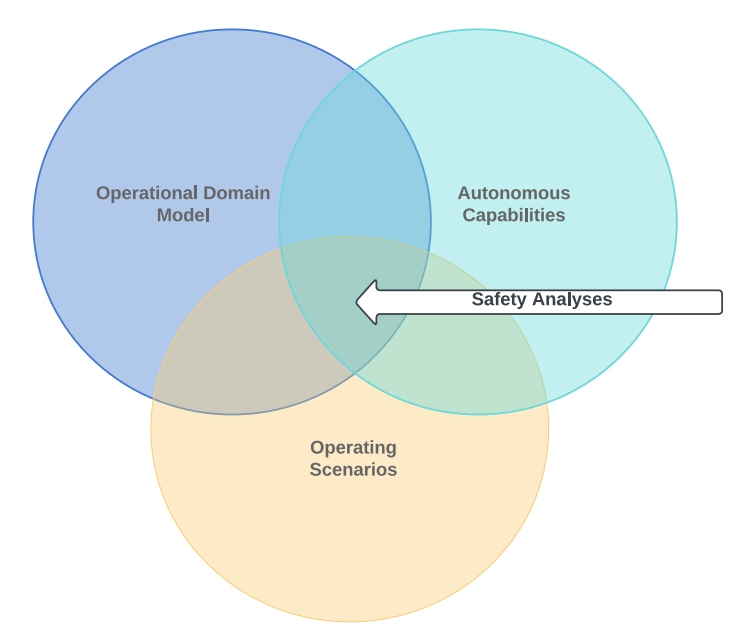 Operational Domain
Model
Autonomous
Capabilities
Safety Analyses
Operating
Scenarios